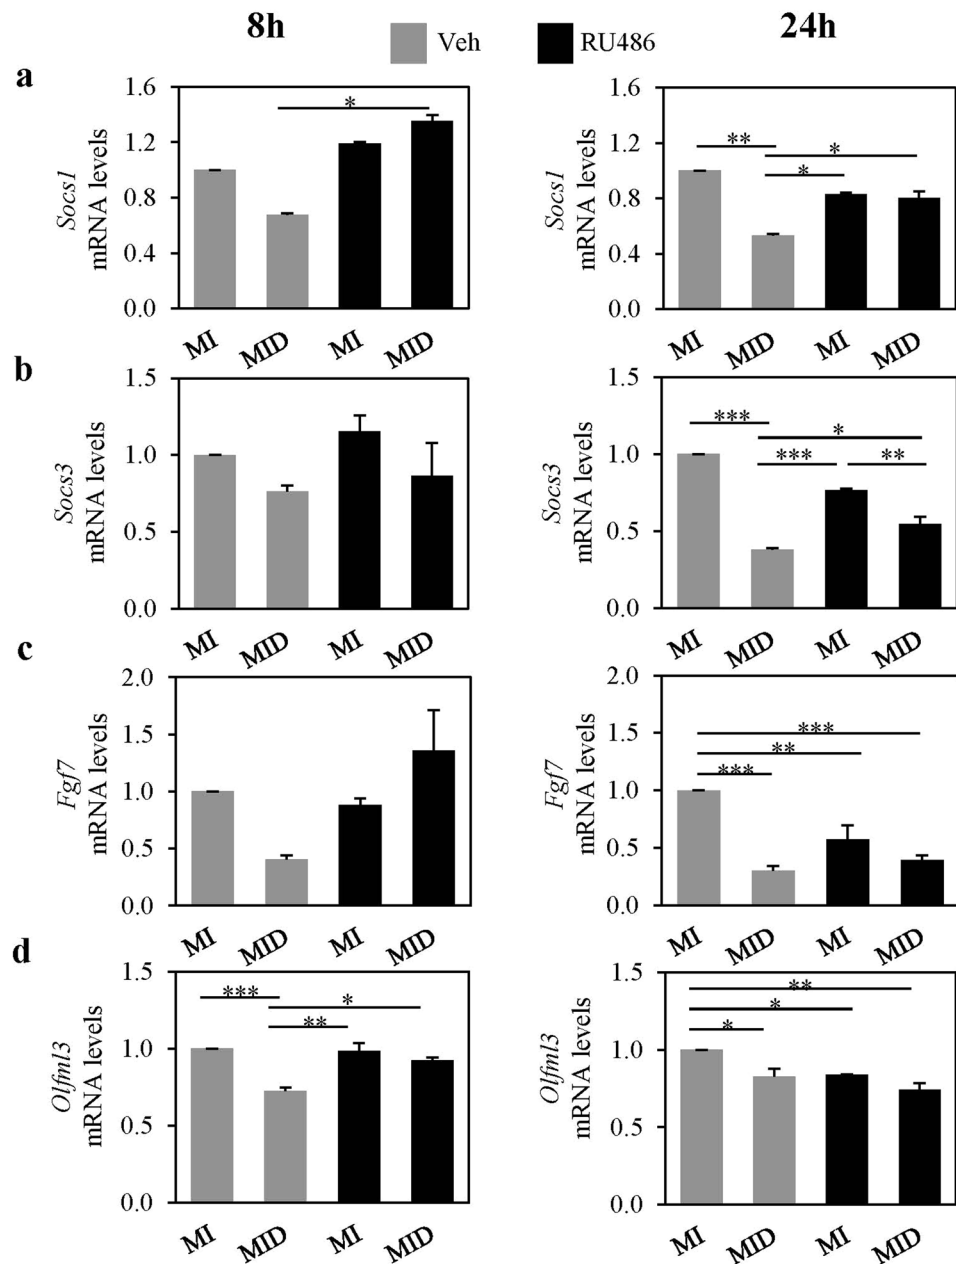 8h Veh RU486 24h
a
Socs1
mRNA levels
1.6
1.2
0.8
0.4
0.0
*
MI MID MI MID
Socs1
mRNA levels
1.6
1.2
0.8
0.4
0.0
** * *
MI MID MI MID
b
Socs3
mRNA levels
1.5
1.0
0.5
0.0
MI MID MI MID
Socs3
mRNA levels
1.5
1.0
0.5
0.0
***
*
*** **
MI MID MI MID
c
Fgf7
mRNA levels
2.0
1.5
1.0
0.5
0.0
MI MID MI MID
Fgf7
mRNA levels
2.0
1.5
1.0
0.5
0.0
***
**
***
MI MID MI MID
d
Olfml3
mRNA levels
1.5
1.0
0.5
0.0
*** *
**
MI MID MI MID
Olfml3
mRNA levels
1.5
1.0
0.5
0.0
**
*
*
MI MID MI MID